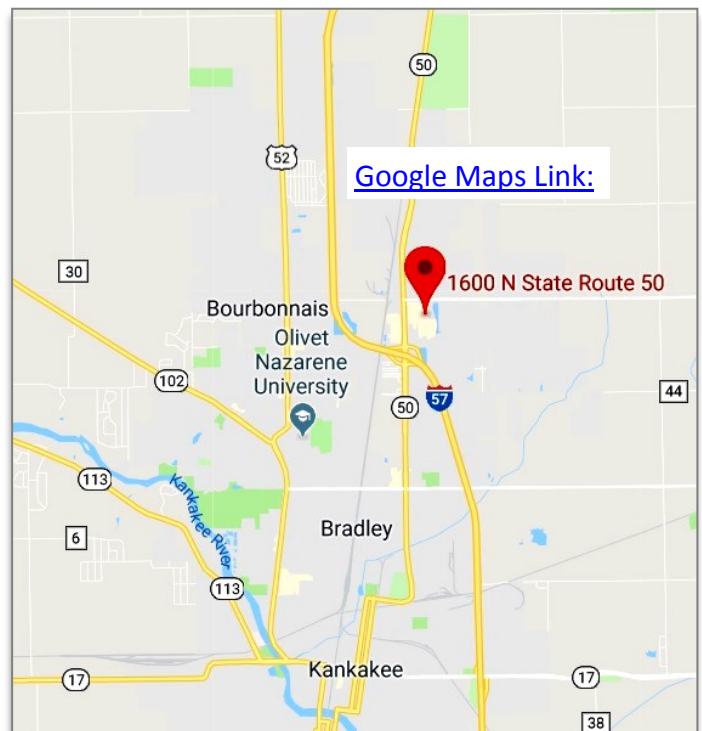 50
52
Google Maps Link:
30
1600 N State Route 50
Bourbonnais
Olivet
Nazarene
University
102
50
57
44
113
Kankakee River
6
Bradley
113
Kankakee
17
17
38